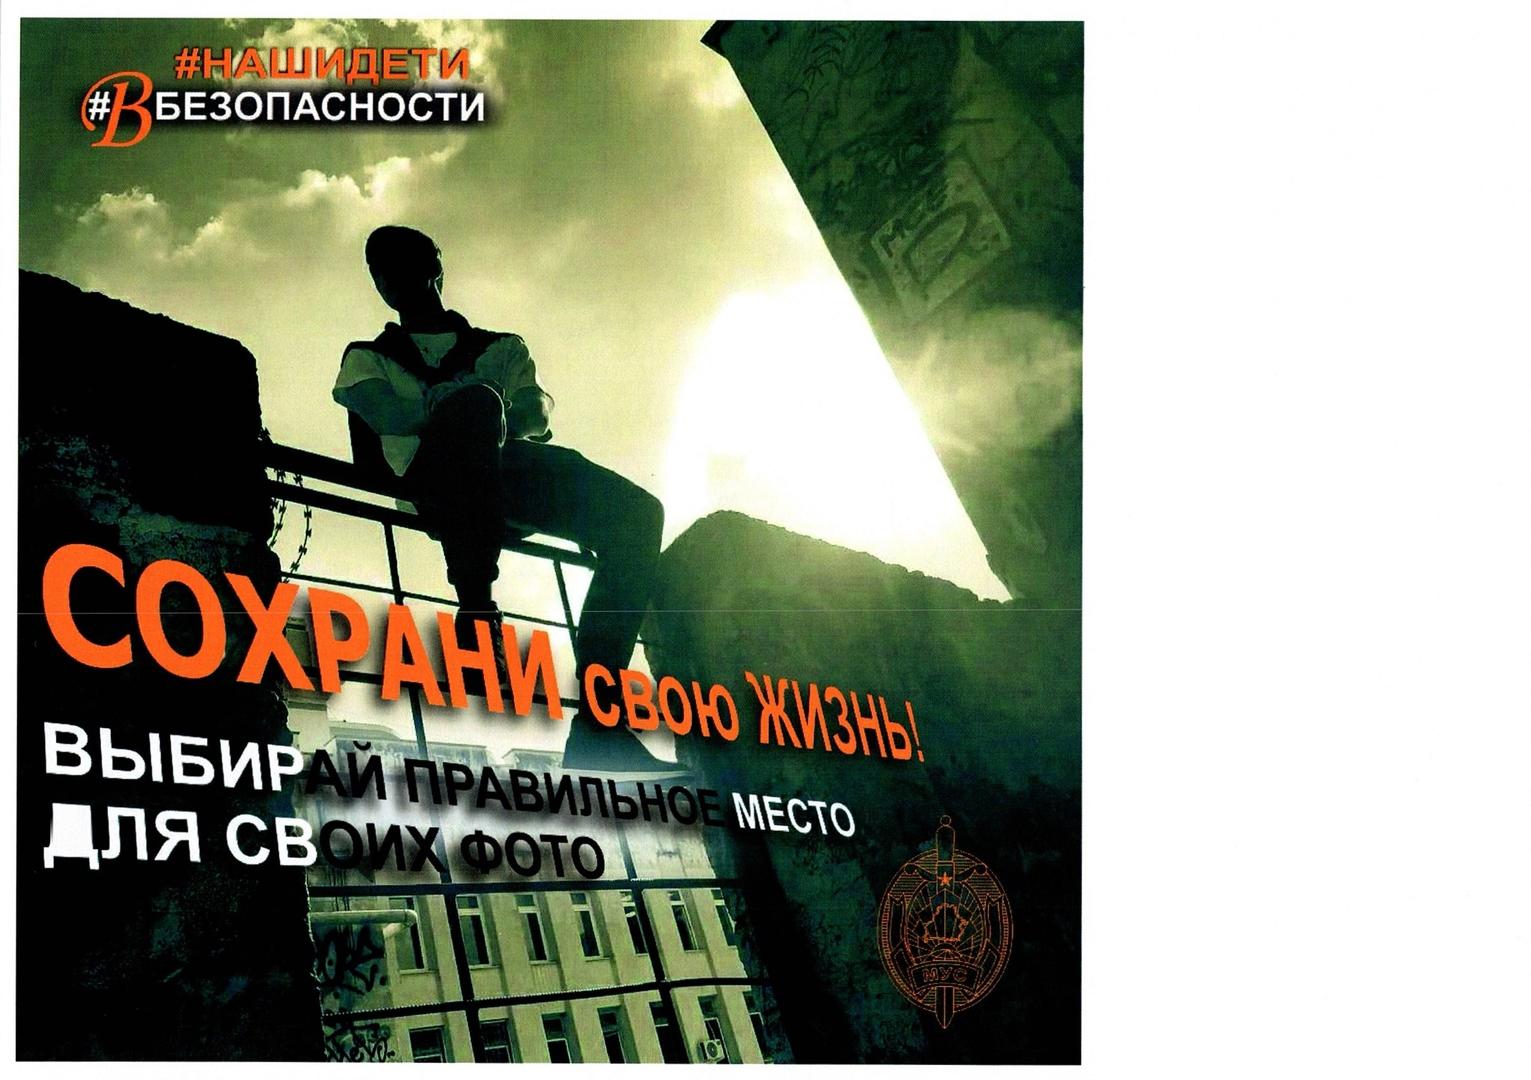 #НАШИДЕТИ
#ВБЕЗОПАСНОСТИ
СОХРАНИ СВОЮ ЖИЗНЬ!
ВЫБИРАЙ ПРАВИЛЬНОЕ МЕСТО
ДЛЯ СВОИХ ФОТО
МУС